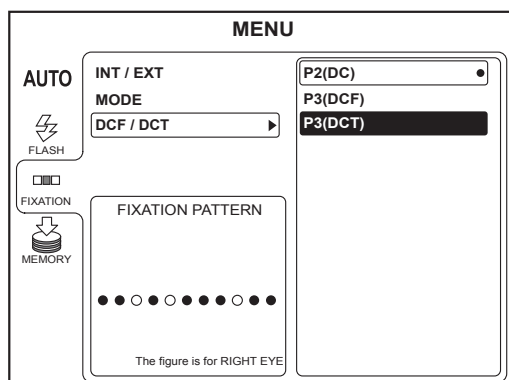 MENU
AUTO
FLASH
FIXATION
MEMORY
INT / EXT
MODE
DCF / DCT
P2(DC)
P3(DCF)
P3(DCT)
FIXATION PATTERN
The figure is for RIGHT EYE